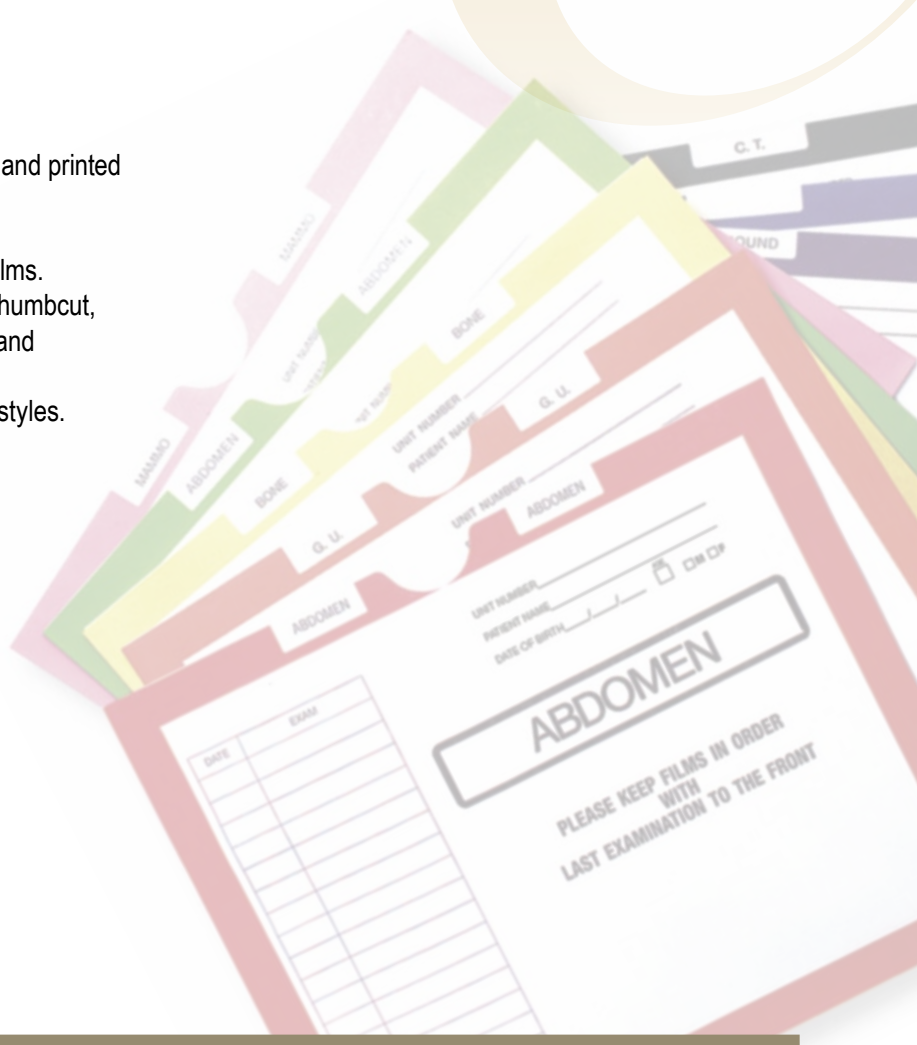 and printed
lms.
humbcut,
and
styles.
C. T.
OUND
MAMMO
ABDOMEN
BONE
G. U.
ABDOMEN
MAMMO
ABDOMEN
BONE
G. U.
ABDOMEN
UNIT NUMBER
PATIENT NAME
UNIT NUMBER
UNIT NUMBER
PATIENT NAME
DATE OF BIRTH
M F
ABDOMEN
PLEASE KEEP FILMS IN ORDER
WITH
LAST EXAMINATION TO THE FRONT
DATE EXAM